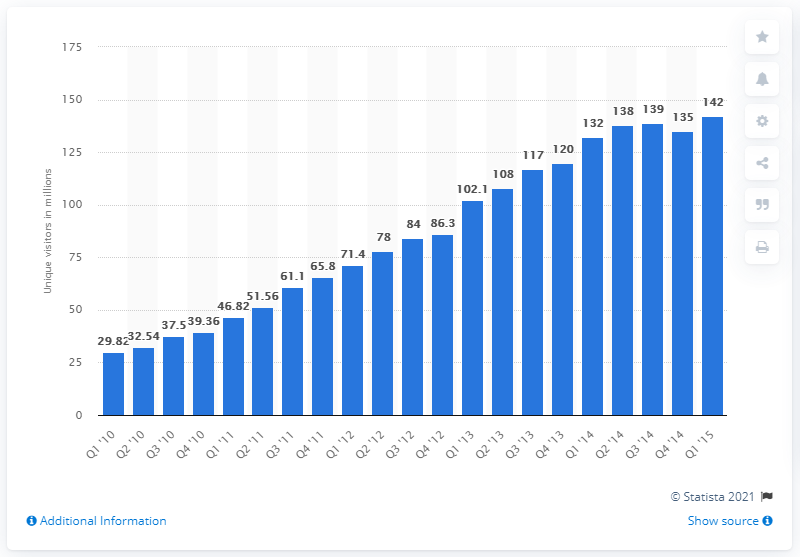 175
150
125
100
75
50
25
0
Unique visitors in millions
29.82
32.54
37.5
39.36
46.82
51.56
61.1
65.8
71.4
78
84
86.3
102.1
108
117
120
132
138
139
135
142
Q1 '10
Q2 '10
Q3 '10
Q4 '10
Q1 '11
Q2 '11
Q3 '11
Q4 '11
Q1 '12
Q2 '12
Q3 '12
Q4 '12
Q1 '13
Q2 '13
Q3 '13
Q4 '13
Q1 '14
Q2 '14
Q3 '14
Q4 '14
Q1 '15
© Statista 2021
Additional Information
Show source